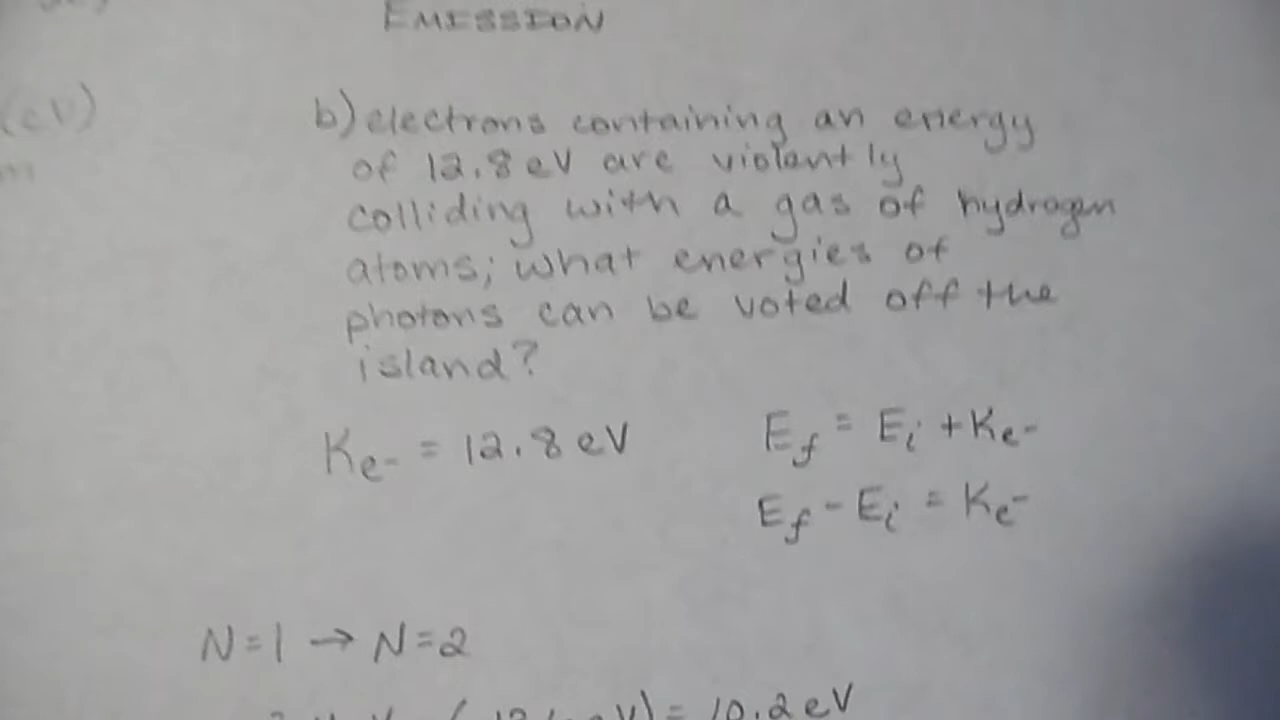 EMISSION
b) electrons containing an energy
of 12.8 eV are violently
colliding with a gas of hydrogen
atoms; what energies of
photons can be voted off the
island?
Ke- = 12.8 eV
Ef = Ei + Ke-
Ef - Ei = Ke-
N=1 → N=2
= 10.2 eV